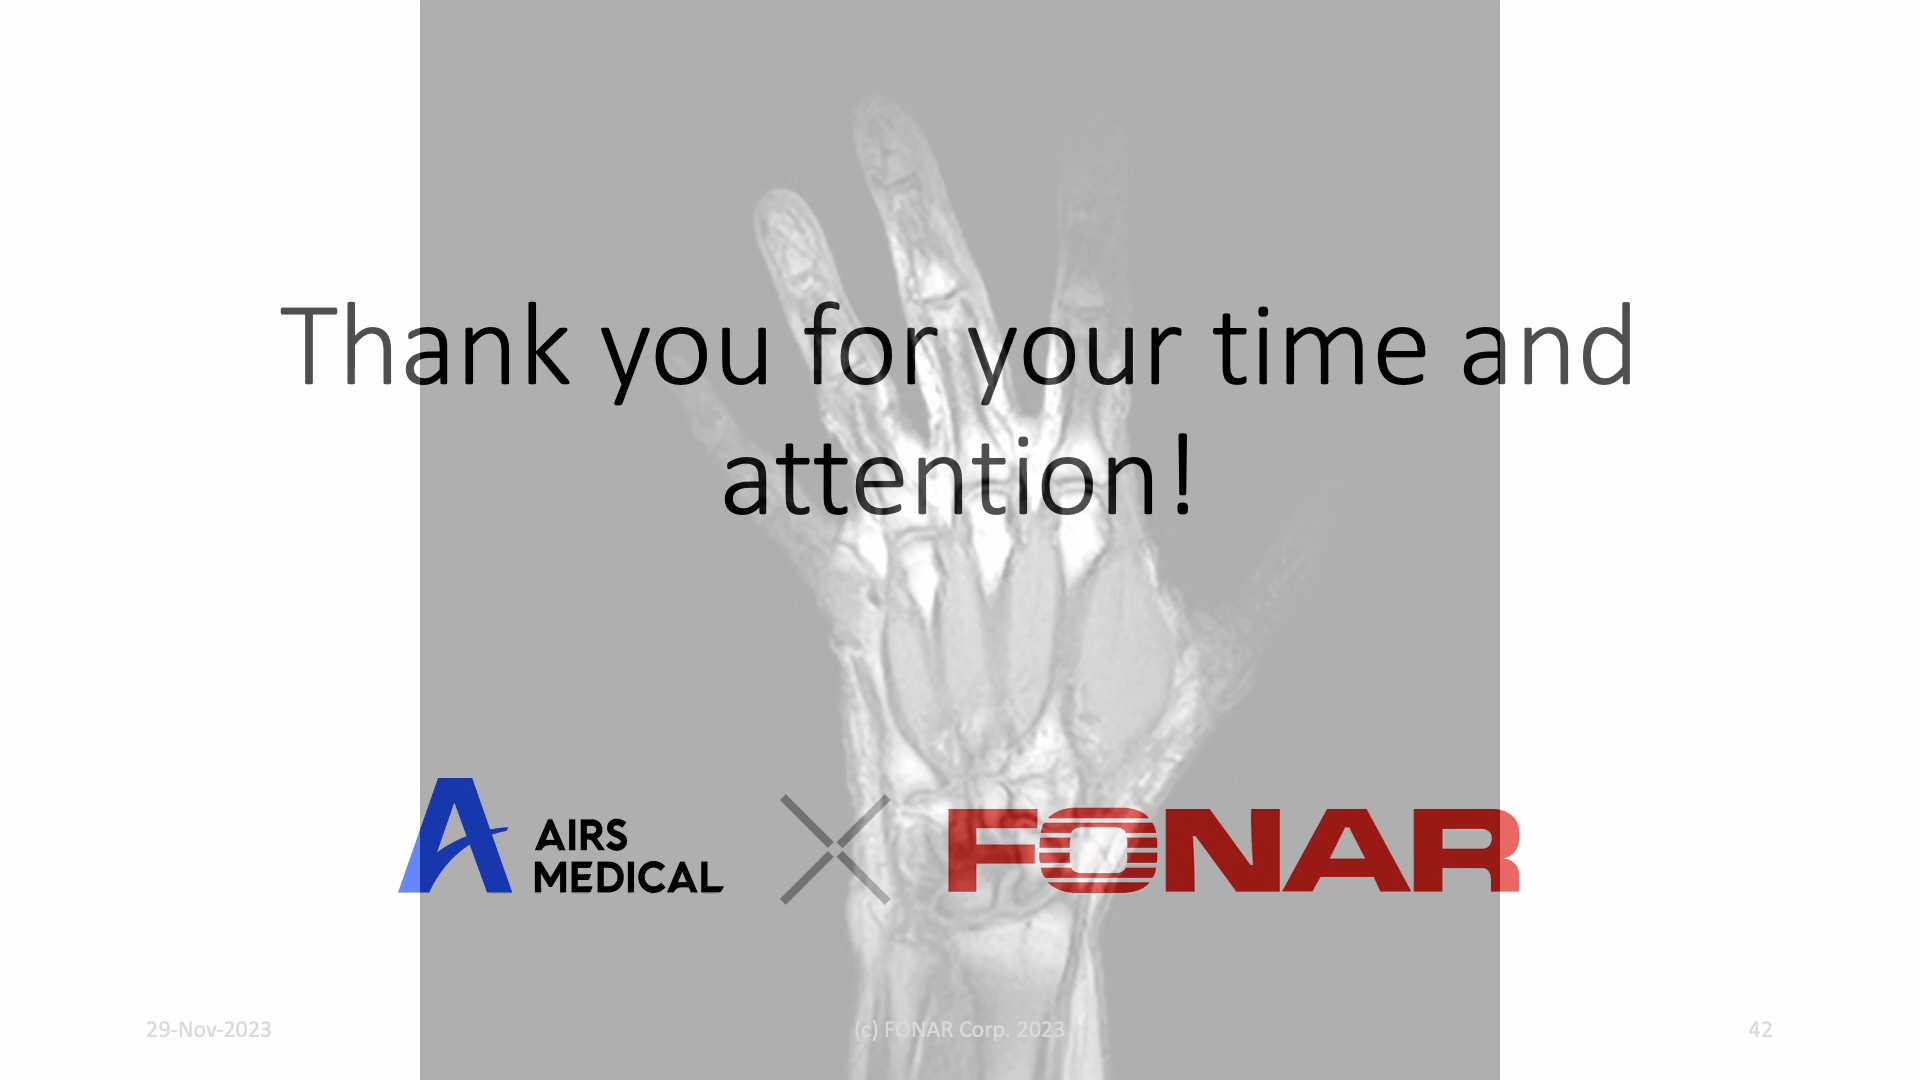 Thank you for your time and
attention!
AIRS
MEDICAL
FONAR
29-Nov-2023
(c) FONAR Corp. 2023
42